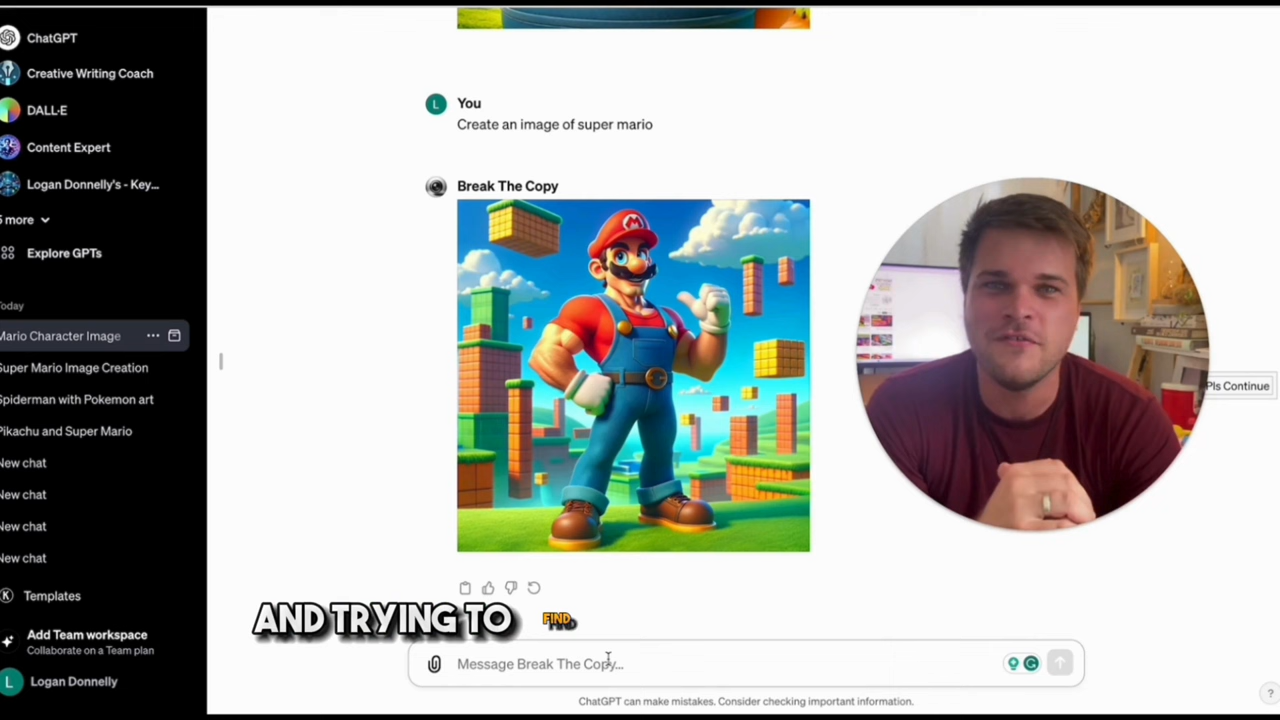 ChatGPT
Creative Writing Coach
DALL·E
Content Expert
Logan Donnelly's - Key...
5 more
Explore GPTs
Today
Mario Character Image
Super Mario Image Creation
Spiderman with Pokemon art
Pikachu and Super Mario
New chat
New chat
New chat
New chat
Templates
Add Team workspace
Collaborate on a Team plan
L
Logan Donnelly
L
You
Create an image of super mario
Break The Copy
M
Pls Continue
AND TRYING TO FIND
Message Break The Copy...
ChatGPT can make mistakes. Consider checking important information.
?